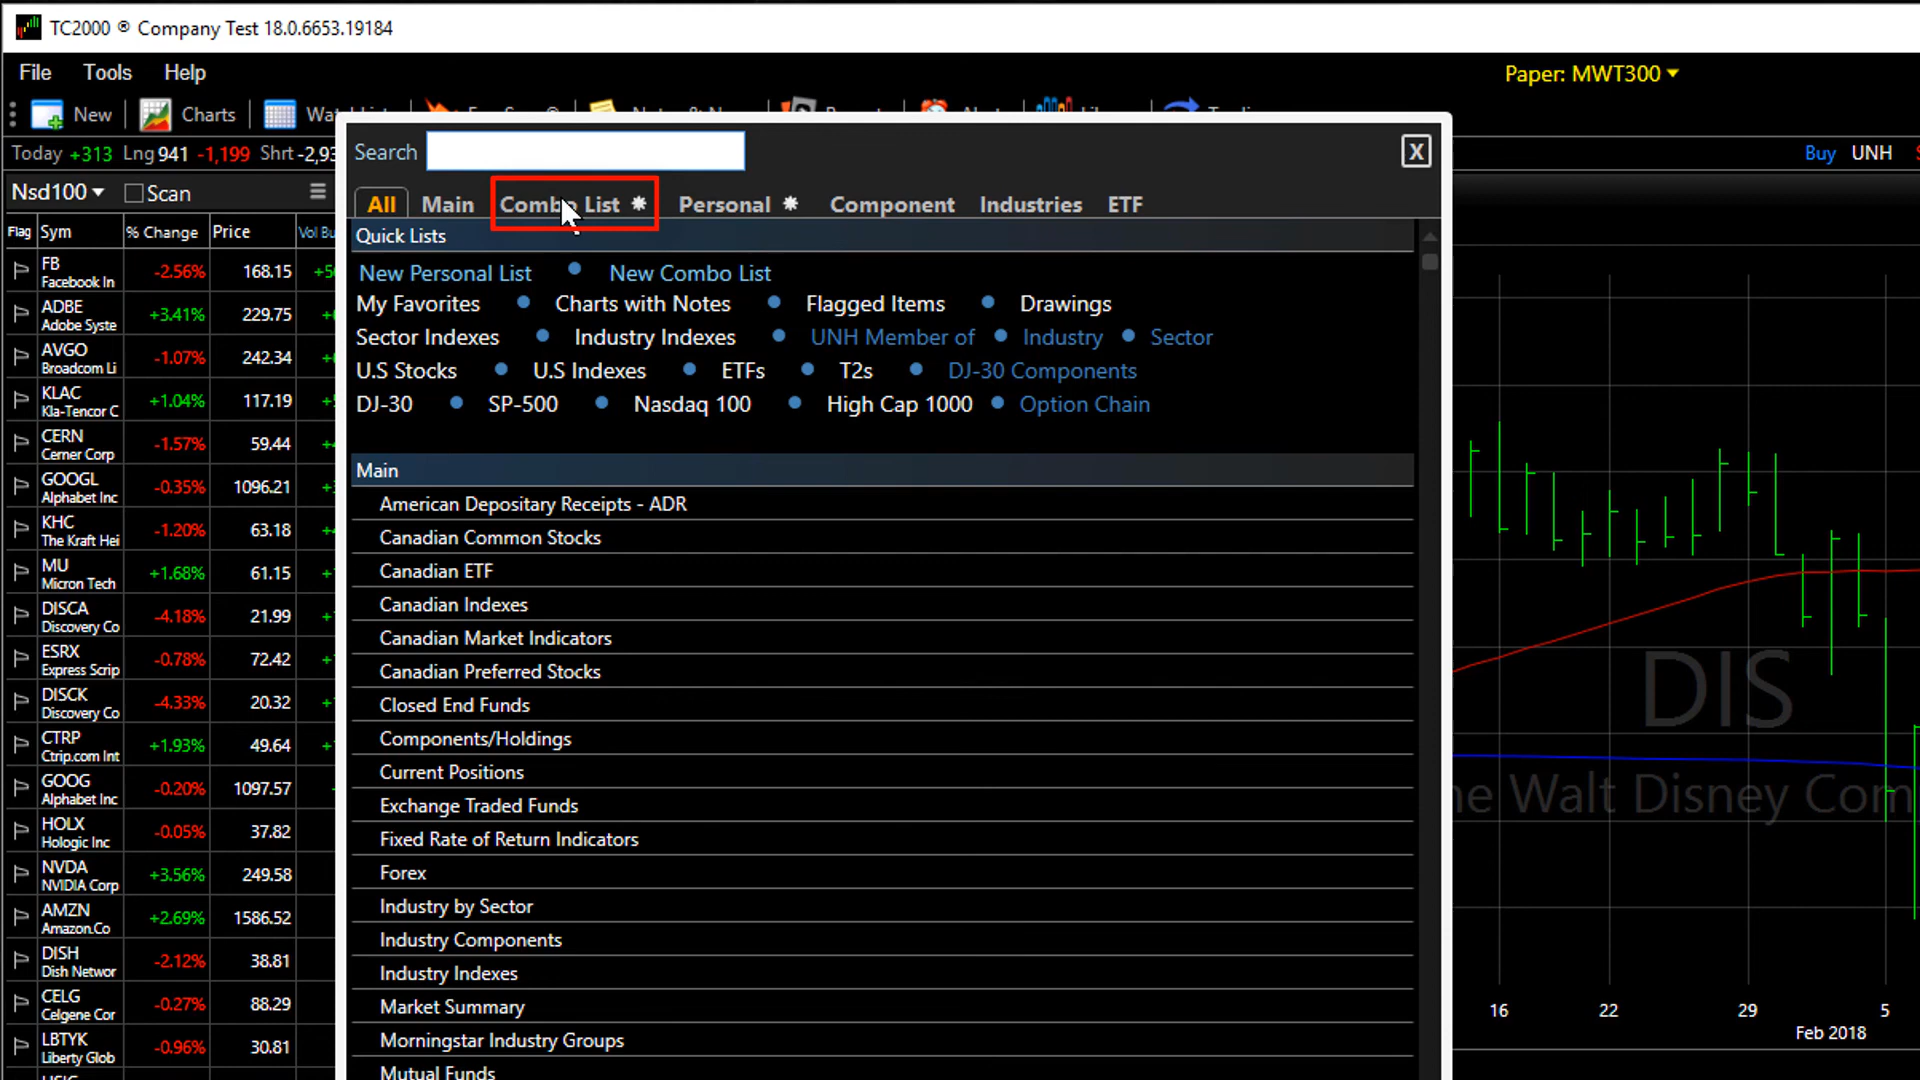 TC2000 ® Company Test 18.0.6653.19184
File Tools Help
Paper: MWT300
New Charts
Today +313 Lng 941 -1,199 Shrt
Buy UNH
Search
X
Nsd100 Scan
All Main Combo List * Personal * Component Industries ETF
Flag Sym % Change Price Vol Bu
Quick Lists
New Personal List • New Combo List
My Favorites • Charts with Notes • Flagged Items • Drawings
Sector Indexes • Industry Indexes • UNH Member of • Industry • Sector
U.S Stocks • U.S Indexes • ETFs • T2s • DJ-30 Components
DJ-30 • SP-500 • Nasdaq 100 • High Cap 1000 • Option Chain
Main
American Depositary Receipts - ADR
Canadian Common Stocks
Canadian ETF
Canadian Indexes
Canadian Market Indicators
Canadian Preferred Stocks
Closed End Funds
Components/Holdings
Current Positions
Exchange Traded Funds
Fixed Rate of Return Indicators
Forex
Industry by Sector
Industry Components
Industry Indexes
Market Summary
Morningstar Industry Groups
Mutual Funds
FB -2.56% 168.15
Facebook In
ADBE +3.41% 229.75
Adobe Syste
AVGO -1.07% 242.34
Broadcom Li
KLAC +1.04% 117.19
Kla-Tencor C
CERN -1.57% 59.44
Cerner Corp
GOOGL -0.35% 1096.21
Alphabet Inc
KHC -1.20% 63.18
The Kraft Hei
MU +1.68% 61.15
Micron Tech
DISCA -4.18% 21.99
Discovery Co
ESRX -0.78% 72.42
Express Scrip
DISCK -4.33% 20.32
Discovery Co
CTRP +1.93% 49.64
Ctrip.com Int
GOOG -0.20% 1097.57
Alphabet Inc
HOLX -0.05% 37.82
Hologic Inc
NVDA +3.56% 249.58
NVIDIA Corp
AMZN +2.69% 1586.52
Amazon.Co
DISH -2.12% 38.81
Dish Networ
CELG -0.27% 88.29
Celgene Cor
LBTYK -0.96% 30.81
Liberty Glob
DIS
he Walt Disney Com
16 22 29 5
Feb 2018